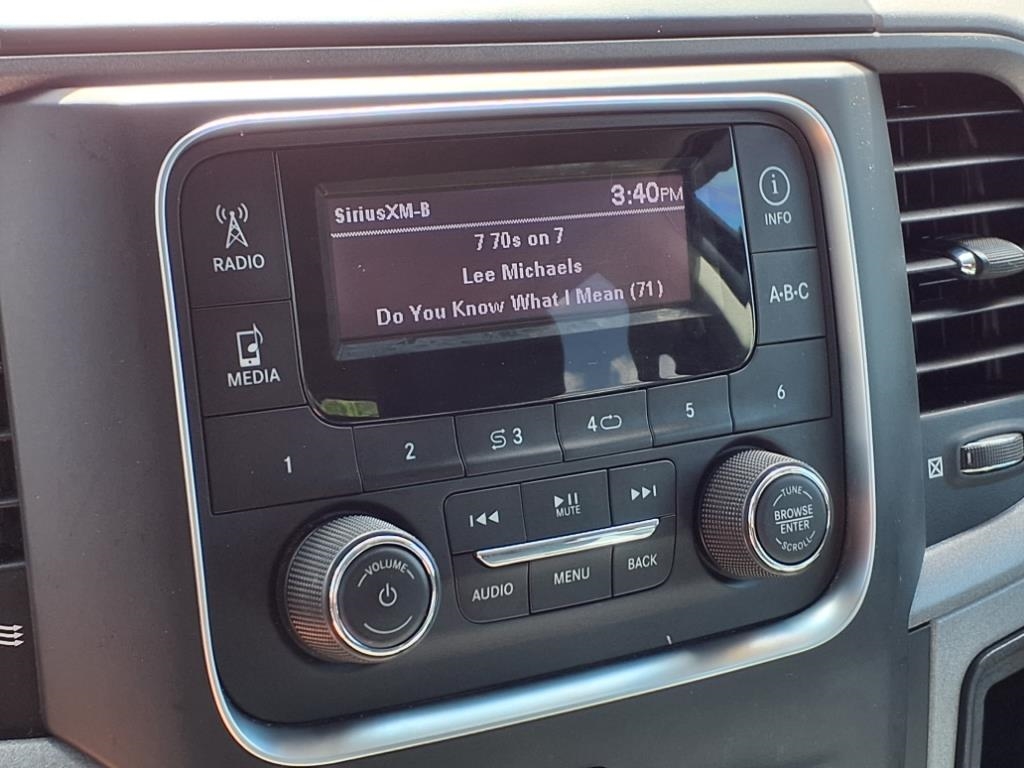 SiriusXM-B 3:40PM
7 70s on 7
Lee Michaels
Do You Know What I Mean (71)
RADIO
MEDIA
INFO
A·B·C
1 2 3 4 5 6
MUTE
AUDIO MENU BACK
VOLUME
TUNE
BROWSE
ENTER
SCROLL